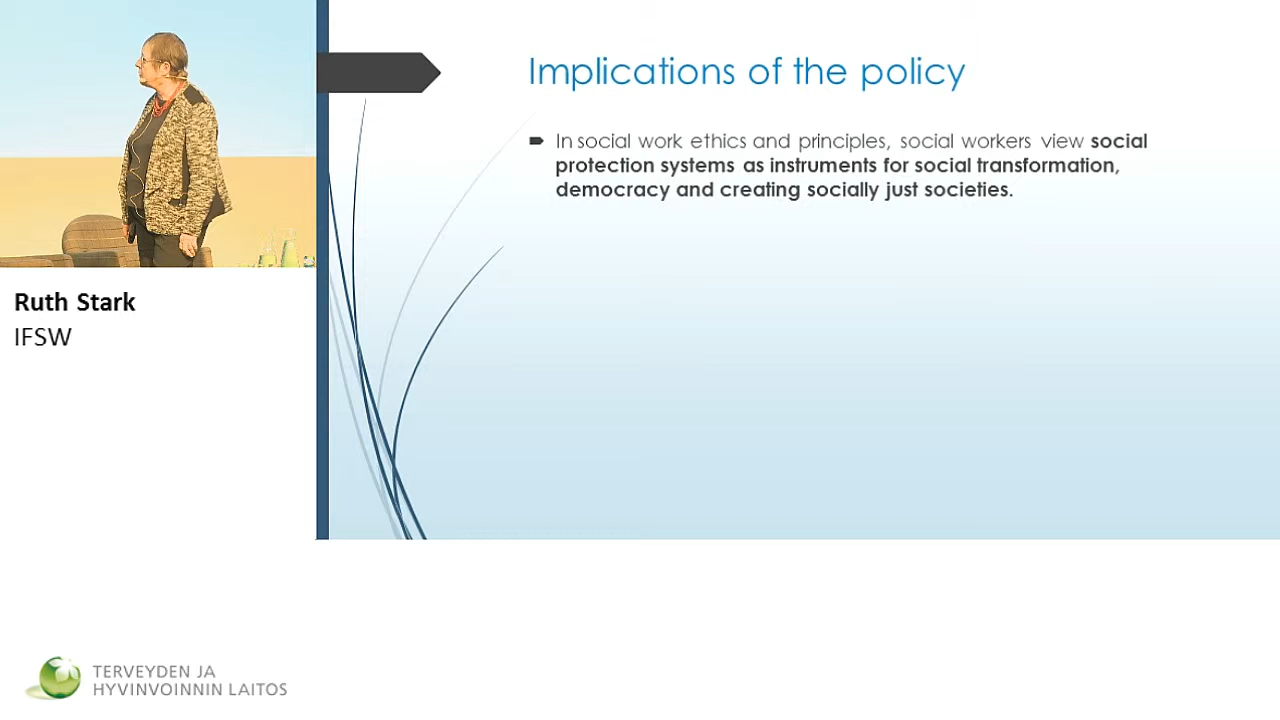 Implications of the policy
In social work ethics and principles, social workers view social
protection systems as instruments for social transformation,
democracy and creating socially just societies.
Ruth Stark
IFSW
TERVEYDEN JA
HYVINVOINNIN LAITOS